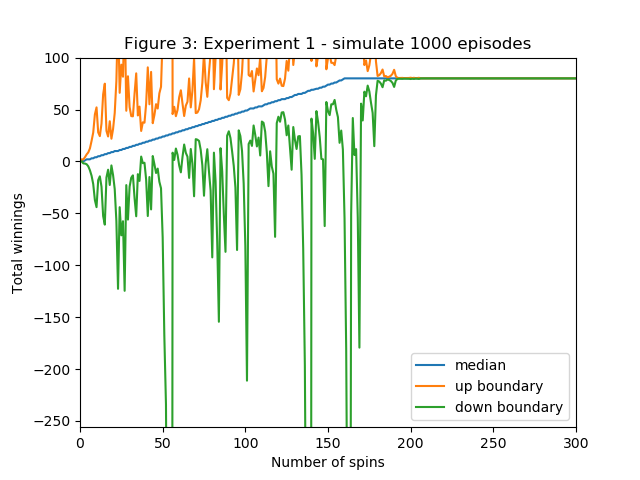 Figure 3: Experiment 1 - simulate 1000 episodes
Total winnings
100
50
0
−50
−100
−150
−200
−250
0 50 100 150 200 250 300
Number of spins
median
up boundary
down boundary